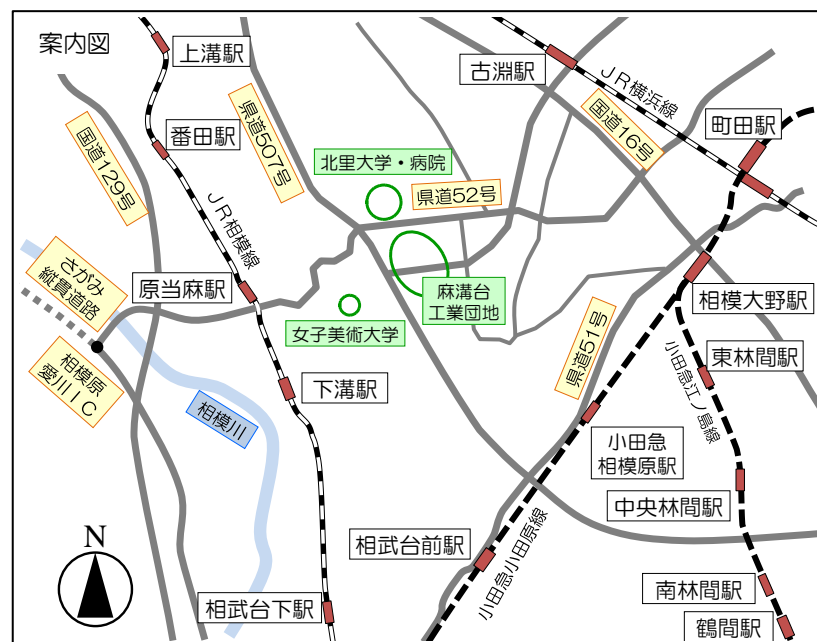 案内図
上溝駅
古淵駅
JR横浜線
国道16号
町田駅
国道129号
番田駅
県道507号
北里大学・病院
県道52号
JR相模線
さがみ
縦貫道路
原当麻駅
麻溝台
工業団地
女子美術大学
相模大野駅
県道51号
相模原
愛川IC
下溝駅
東林間駅
小田急江ノ島線
相模川
小田急
相模原駅
中央林間駅
N
相武台前駅
小田急小田原線
相武台下駅
南林間駅
鶴間駅